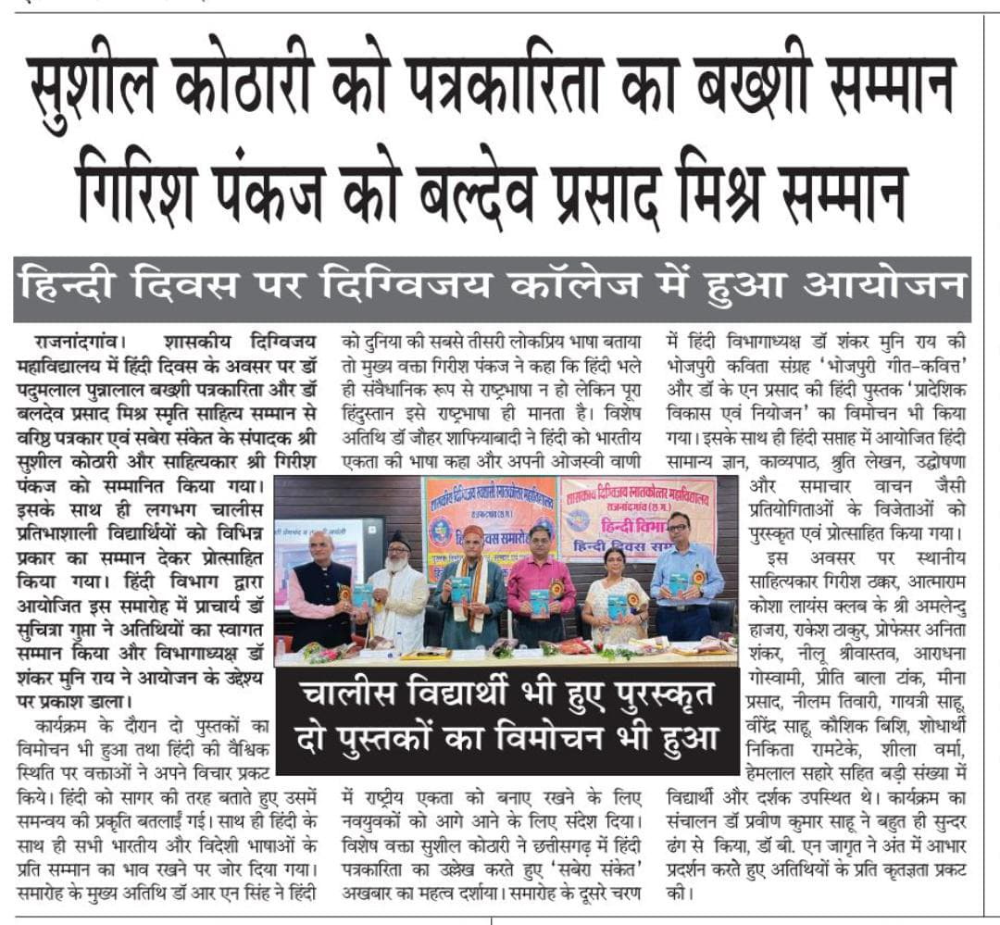 सुशील कोठारी को पत्रकारिता का बख्शी सम्मान
गिरिश पंकज को बल्देव प्रसाद मिश्र सम्मान
हिन्दी दिवस पर दिग्विजय कॉलेज में हुआ आयोजन
राजनांदगांव। शासकीय दिग्विजय
महाविद्यालय में हिंदी दिवस के अवसर पर डॉ
पदुमलाल पुन्नालाल बख्शी पत्रकारिता और डॉ
बलदेव प्रसाद मिश्र स्मृति साहित्य सम्मान से
वरिष्ठ पत्रकार एवं सबेरा संकेत के संपादक श्री
सुशील कोठारी और साहित्यकार श्री गिरीश
पंकज को सम्मानित किया गया।
इसके साथ ही लगभग चालीस
प्रतिभाशाली विद्यार्थियों को विभिन्न
प्रकार का सम्मान देकर प्रोत्साहित
किया गया। हिंदी विभाग द्वारा
आयोजित इस समारोह में प्राचार्य डॉ
सुचित्रा गुप्ता ने अतिथियों का स्वागत
सम्मान किया और विभागाध्यक्ष डॉ
शंकर मुनि राय ने आयोजन के उद्देश्य
पर प्रकाश डाला।
कार्यक्रम के दौरान दो पुस्तकों का
विमोचन भी हुआ तथा हिंदी की वैश्विक
स्थिति पर वक्ताओं ने अपने विचार प्रकट
किये। हिंदी को सागर की तरह बताते हुए उसमें
समन्वय की प्रकृति बतलाई गई। साथ ही हिंदी के
साथ ही सभी भारतीय और विदेशी भाषाओं के
प्रति सम्मान का भाव रखने पर जोर दिया गया।
समारोह के मुख्य अतिथि डॉ आर एन सिंह ने हिंदी
को दुनिया की सबसे तीसरी लोकप्रिय भाषा बताया
तो मुख्य वक्ता गिरीश पंकज ने कहा कि हिंदी भले
ही संवैधानिक रूप से राष्ट्रभाषा न हो लेकिन पूरा
हिंदुस्तान इसे राष्ट्रभाषा ही मानता है। विशेष
अतिथि डॉ जौहर शाफियाबादी ने हिंदी को भारतीय
एकता की भाषा कहा और अपनी ओजस्वी वाणी
शासकीय दिग्विजय स्वशासी स्नातकोत्तर महाविद्यालय
राजनांदगांव (छ.ग.)
हिन्दी दिवस समारोह
शासकीय दिग्विजय स्नातकोत्तर महाविद्यालय
राजनांदगांव (छ.ग.)
हिन्दी विभाग
हिन्दी दिवस
चालीस विद्यार्थी भी हुए पुरस्कृत
दो पुस्तकों का विमोचन भी हुआ
में राष्ट्रीय एकता को बनाए रखने के लिए
नवयुवकों को आगे आने के लिए संदेश दिया।
विशेष वक्ता सुशील कोठारी ने छत्तीसगढ़ में हिंदी
पत्रकारिता का उल्लेख करते हुए 'सबेरा संकेत'
अखबार का महत्व दर्शाया। समारोह के दूसरे चरण
में हिंदी विभागाध्यक्ष डॉ शंकर मुनि राय की
भोजपुरी कविता संग्रह 'भोजपुरी गीत-कवित्त'
और डॉ के एन प्रसाद की हिंदी पुस्तक 'प्रादेशिक
विकास एवं नियोजन' का विमोचन भी किया
गया। इसके साथ ही हिंदी सप्ताह में आयोजित हिंदी
सामान्य ज्ञान, काव्यपाठ, श्रुति लेखन, उद्घोषणा
और समाचार वाचन जैसी
प्रतियोगिताओं के विजेताओं को
पुरस्कृत एवं प्रोत्साहित किया गया।
इस अवसर पर स्थानीय
साहित्यकार गिरीश ठक्कर, आत्माराम
कोशा लायंस क्लब के श्री अमलेन्दु
हाजरा, राकेश ठाकुर, प्रोफेसर अनिता
शंकर, नीलू श्रीवास्तव, आराधना
गोस्वामी, प्रीति बाला टांक, मीना
प्रसाद, नीलम तिवारी, गायत्री साहू,
वीरेंद्र साहू, कौशिक बिशि, शोधार्थी
निकिता रामटेके, शीला वर्मा,
हेमलाल सहारे सहित बड़ी संख्या में
विद्यार्थी और दर्शक उपस्थित थे। कार्यक्रम का
संचालन डॉ प्रवीण कुमार साहू ने बहुत ही सुन्दर
ढंग से किया, डॉ बी. एन जागृत ने अंत में आभार
प्रदर्शन करते हुए अतिथियों के प्रति कृतज्ञता प्रकट
की।